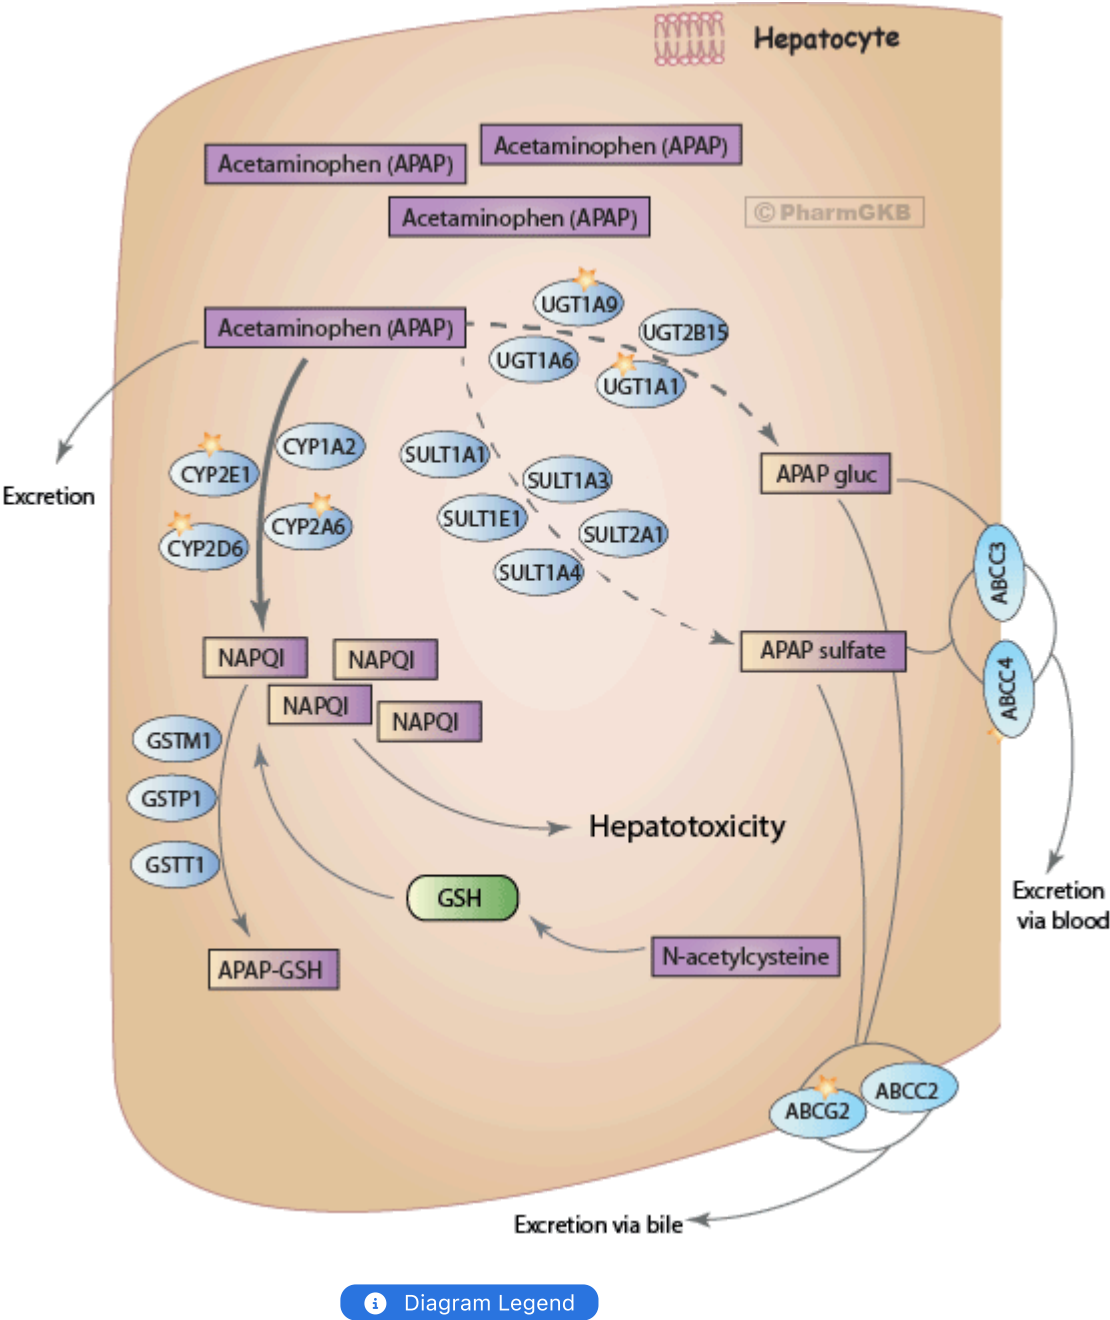 Hepatocyte
Acetaminophen (APAP)
Acetaminophen (APAP)
Acetaminophen (APAP)
© PharmGKB
UGT1A9
Acetaminophen (APAP)
UGT2B15
UGT1A6
UGT1A1
CYP1A2
SULT1A1
CYP2E1
SULT1A3
APAP gluc
Excretion
SULT1E1
CYP2A6
SULT2A1
CYP2D6
SULT1A4
ABCC3
NAPQI
NAPQI
APAP sulfate
ABCC4
NAPQI
NAPQI
GSTM1
GSTP1
Hepatotoxicity
GSTT1
GSH
Excretion
via blood
N-acetylcysteine
APAP-GSH
ABCC2
ABCG2
Excretion via bile
i Diagram Legend